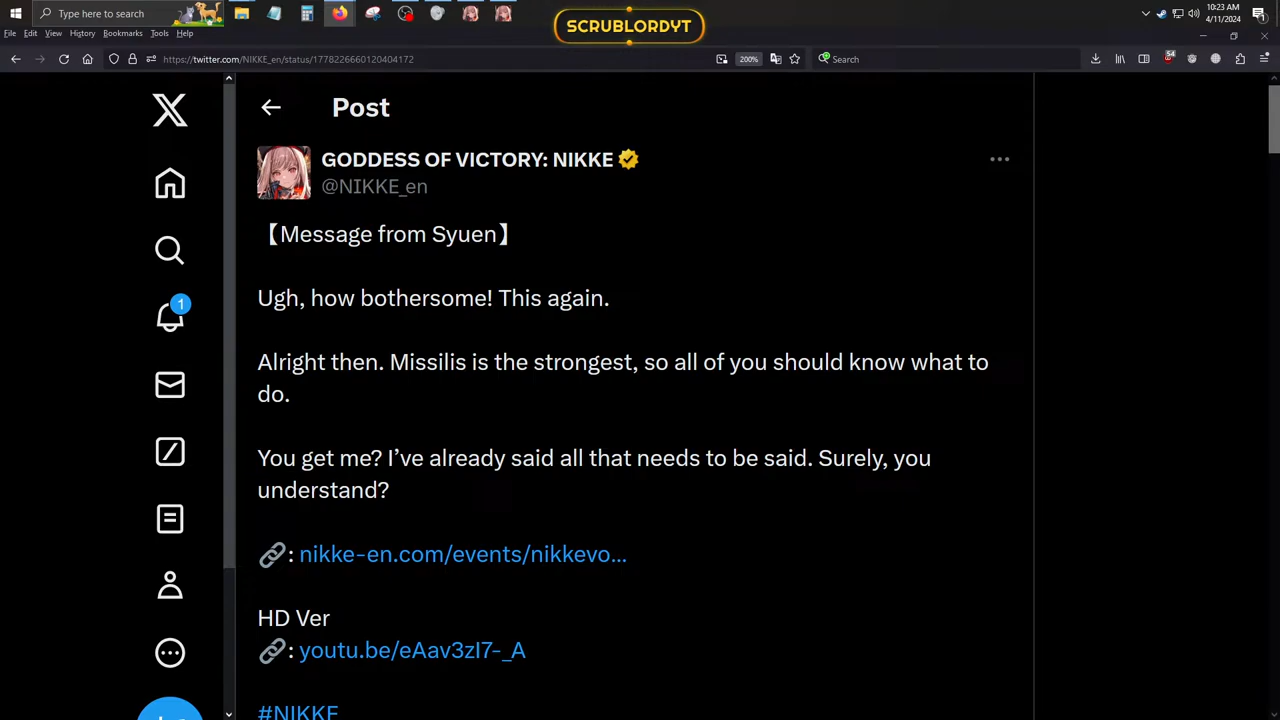 Type here to search
SCRUBLORDYT
10:23 AM
4/11/2024
1
File Edit View History Bookmarks Tools Help
https://twitter.com/NIKKE_en/status/1778226660120404172
200%
Search
54
Post
GODDESS OF VICTORY: NIKKE
@NIKKE_en
【Message from Syuen】
Ugh, how bothersome! This again.
1
Alright then. Missilis is the strongest, so all of you should know what to
do.
You get me? I’ve already said all that needs to be said. Surely, you
understand?
: nikke-en.com/events/nikkevo...
HD Ver
: youtu.be/eAav3zI7-_A
#NIKKE